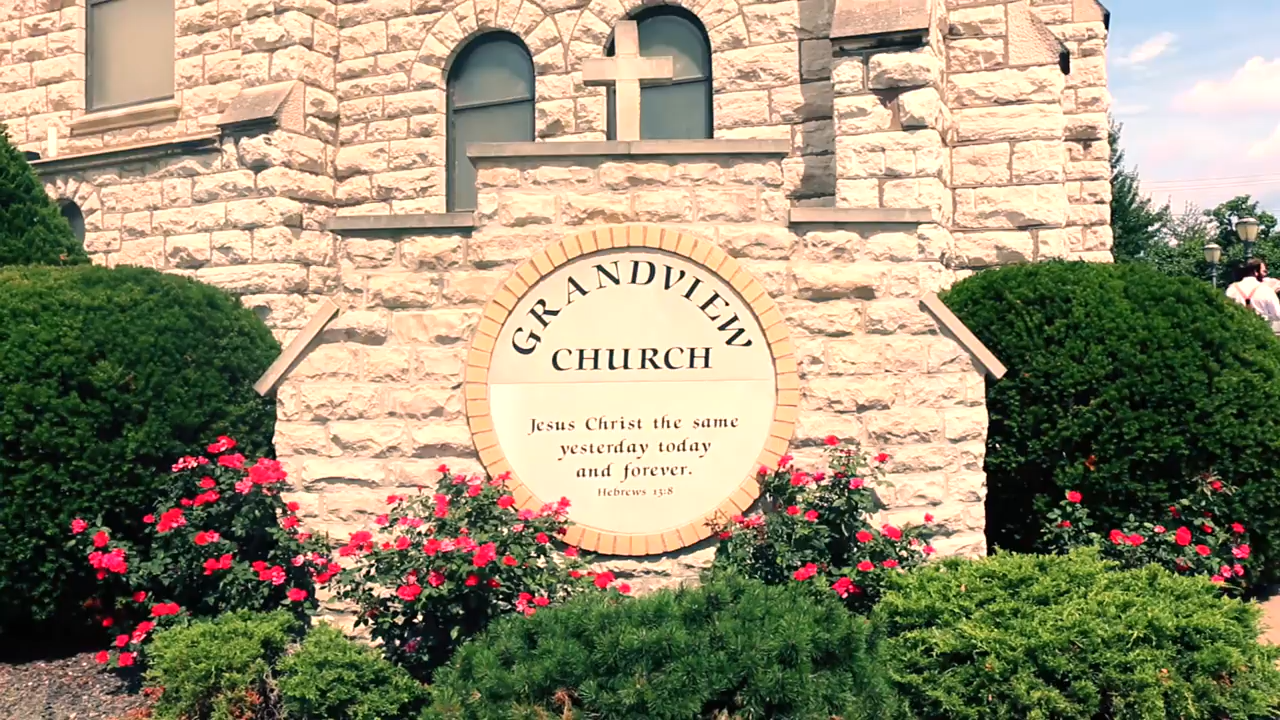 GRANDVIEW
CHURCH
Jesus Christ the same
yesterday today
and forever.
Hebrews 13:8